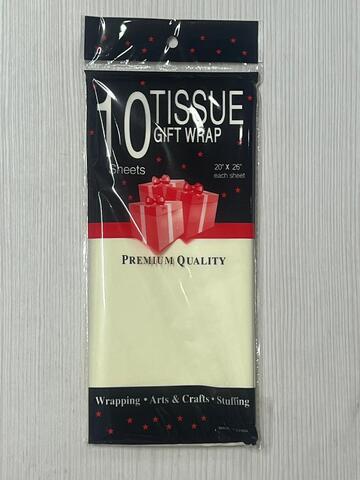 10 TISSUE
GIFT WRAP
Sheets
20" X 26"
each sheet
PREMIUM QUALITY
Wrapping • Arts & Crafts • Stuffing